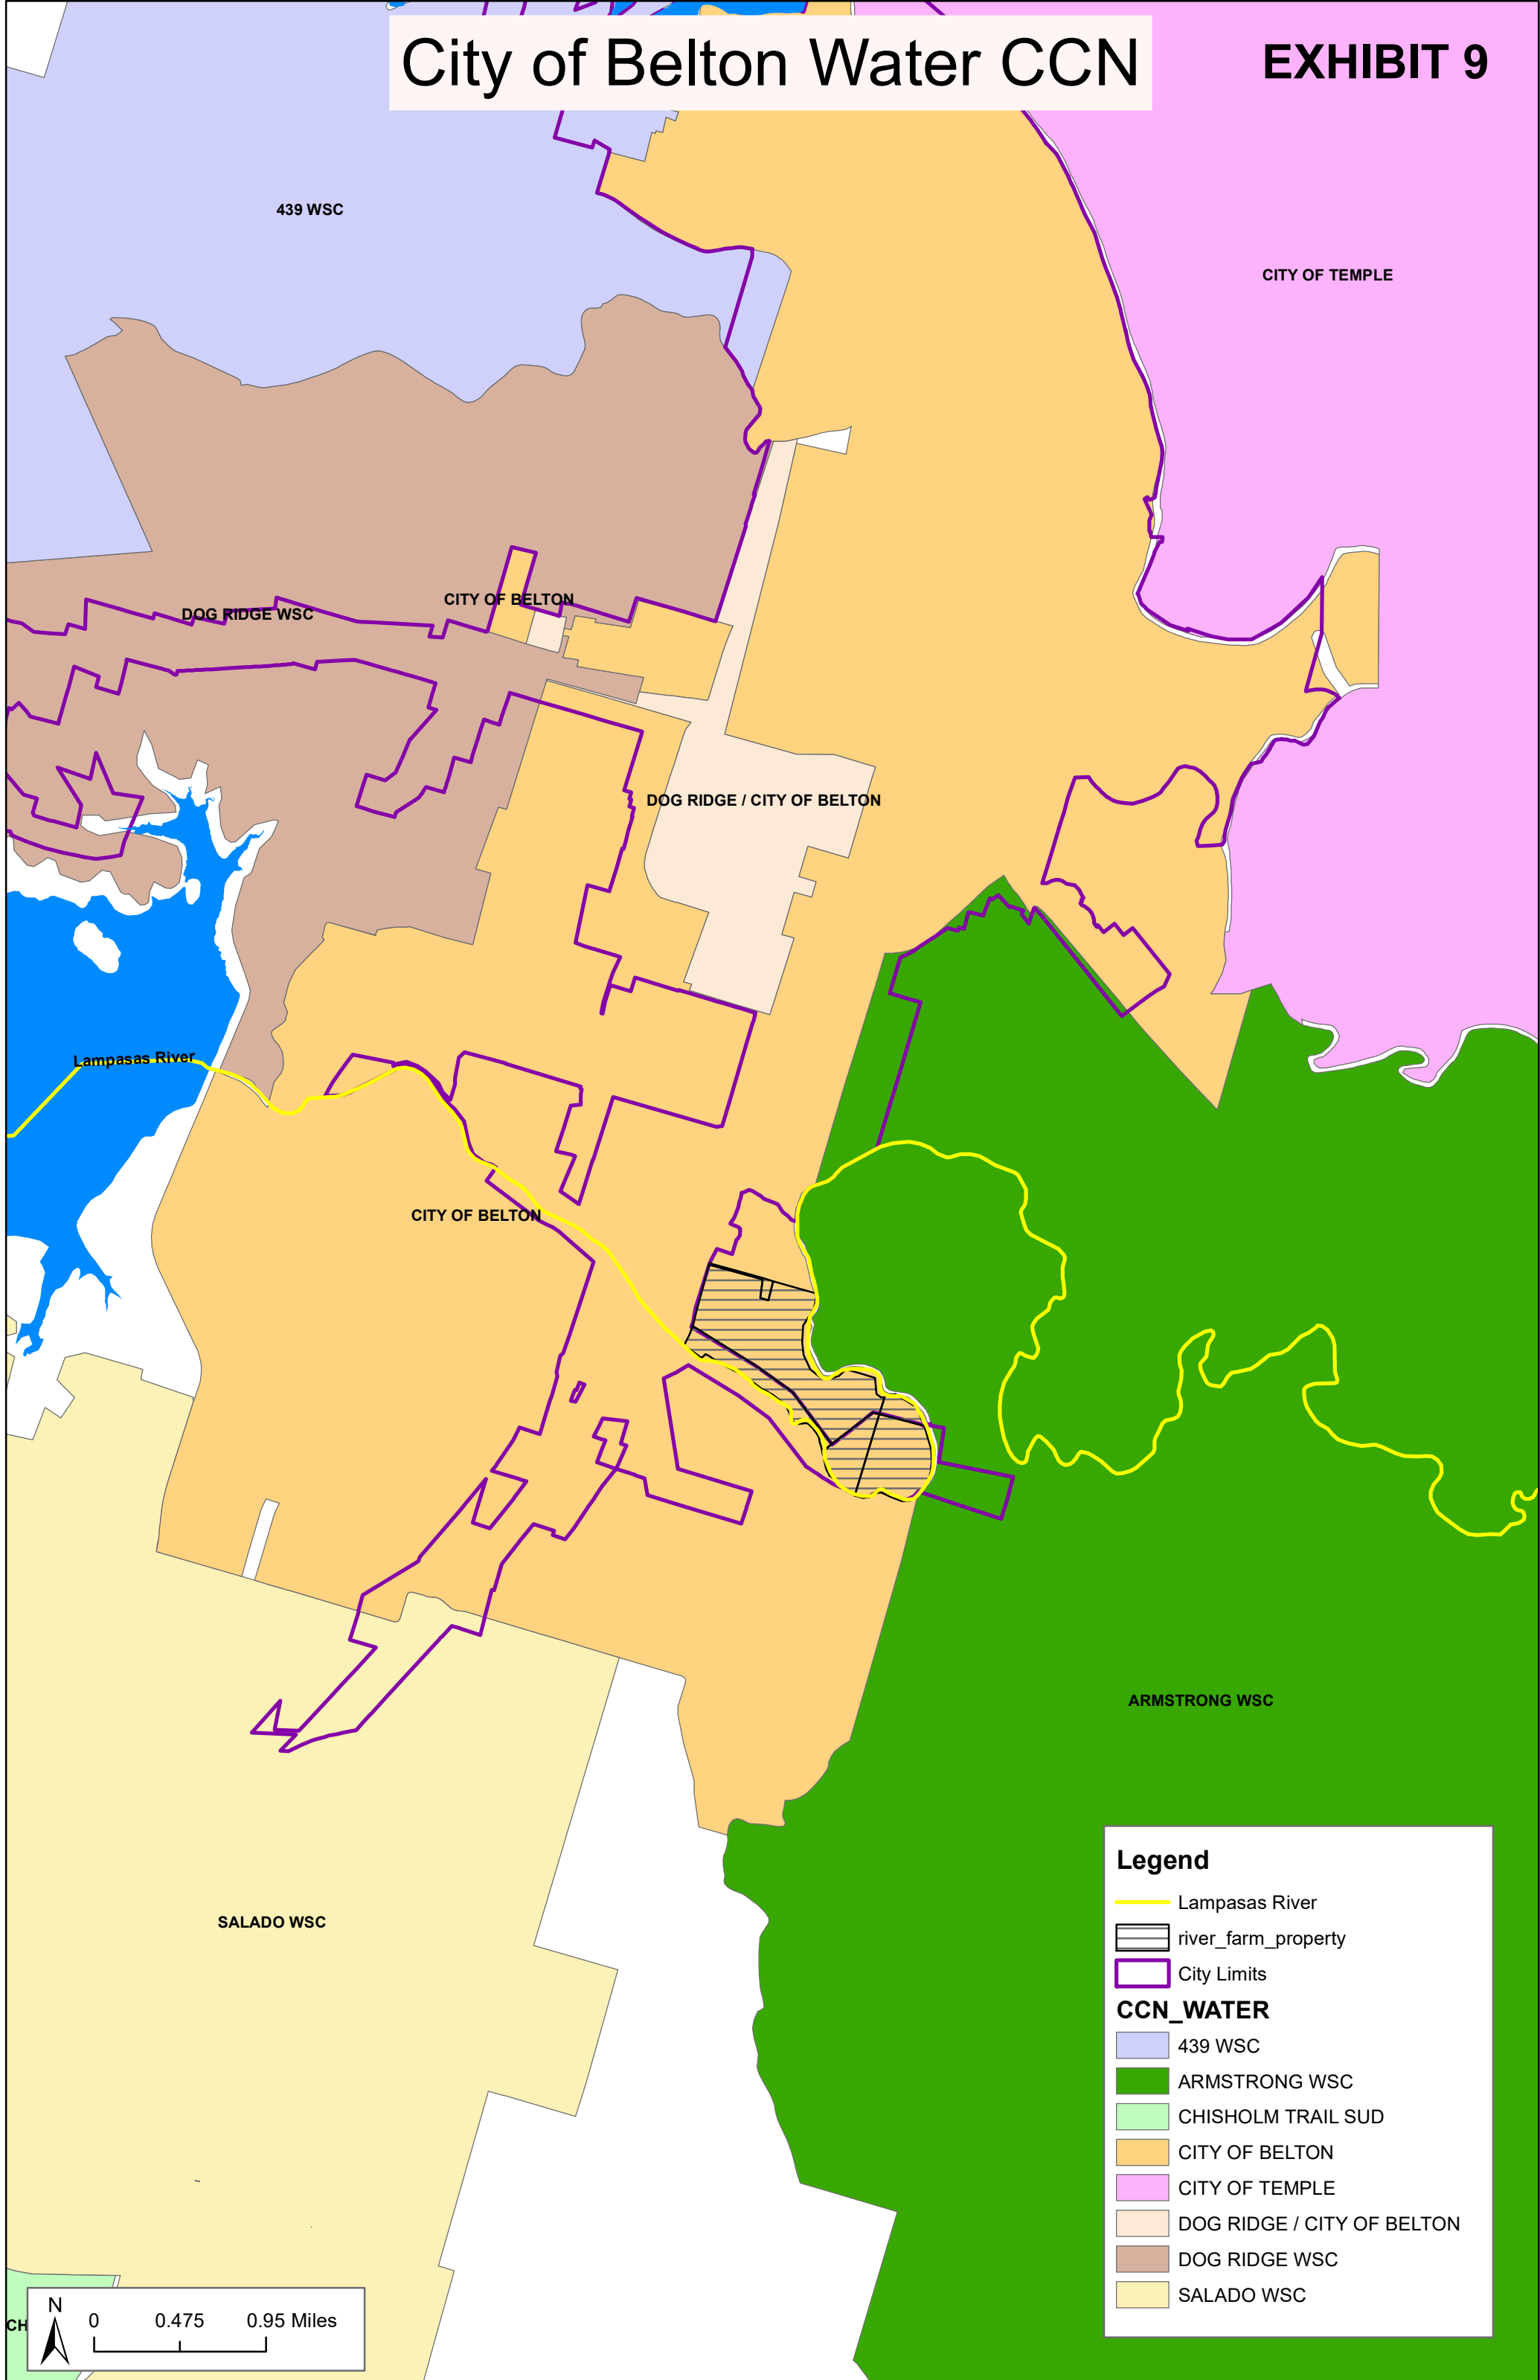 City of Belton Water CCN
EXHIBIT 9
439 WSC
CITY OF TEMPLE
CITY OF BELTON
DOG RIDGE WSC
DOG RIDGE / CITY OF BELTON
Lampasas River
CITY OF BELTON
ARMSTRONG WSC
SALADO WSC
Legend
Lampasas River
river_farm_property
City Limits
CCN_WATER
439 WSC
ARMSTRONG WSC
CHISHOLM TRAIL SUD
CITY OF BELTON
CITY OF TEMPLE
DOG RIDGE / CITY OF BELTON
DOG RIDGE WSC
SALADO WSC
CH
N
0 0.475 0.95 Miles